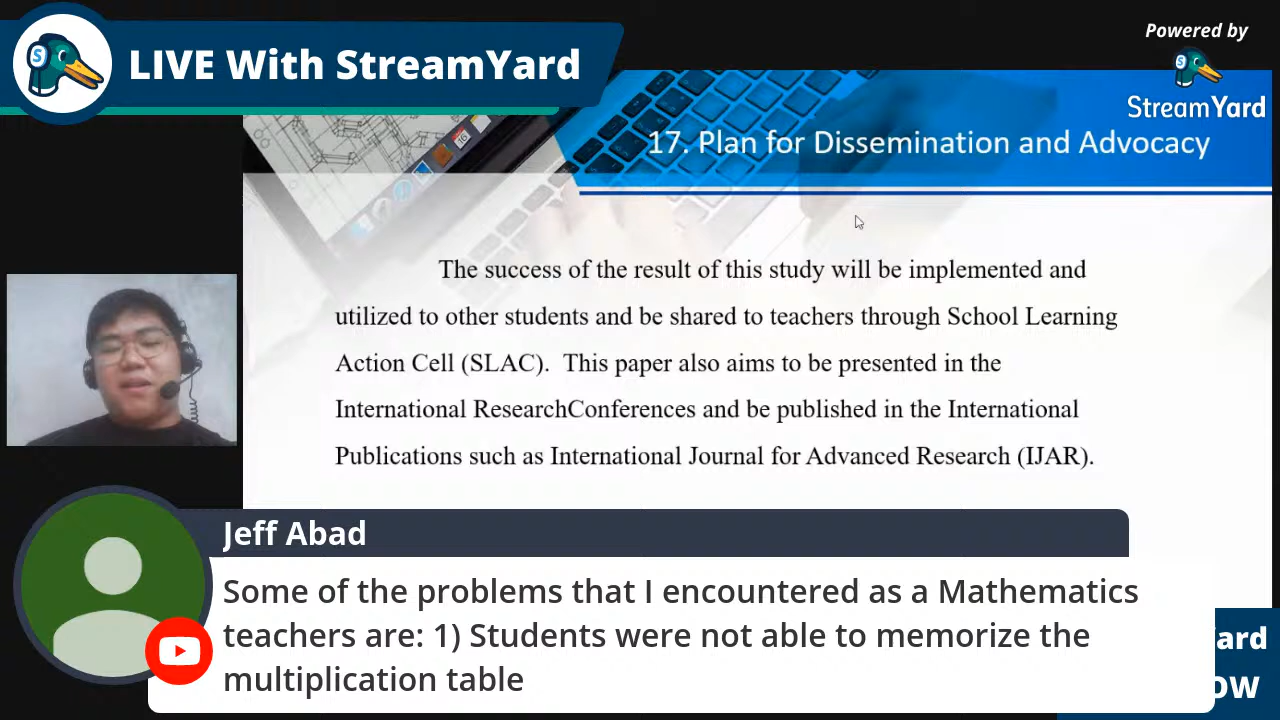 LIVE With StreamYard
Powered by
StreamYard
17. Plan for Dissemination and Advocacy
The success of the result of this study will be implemented and
utilized to other students and be shared to teachers through School Learning
Action Cell (SLAC).  This paper also aims to be presented in the
International ResearchConferences and be published in the International
Publications such as International Journal for Advanced Research (IJAR).
Jeff Abad
Some of the problems that I encountered as a Mathematics
teachers are: 1) Students were not able to memorize the
multiplication table